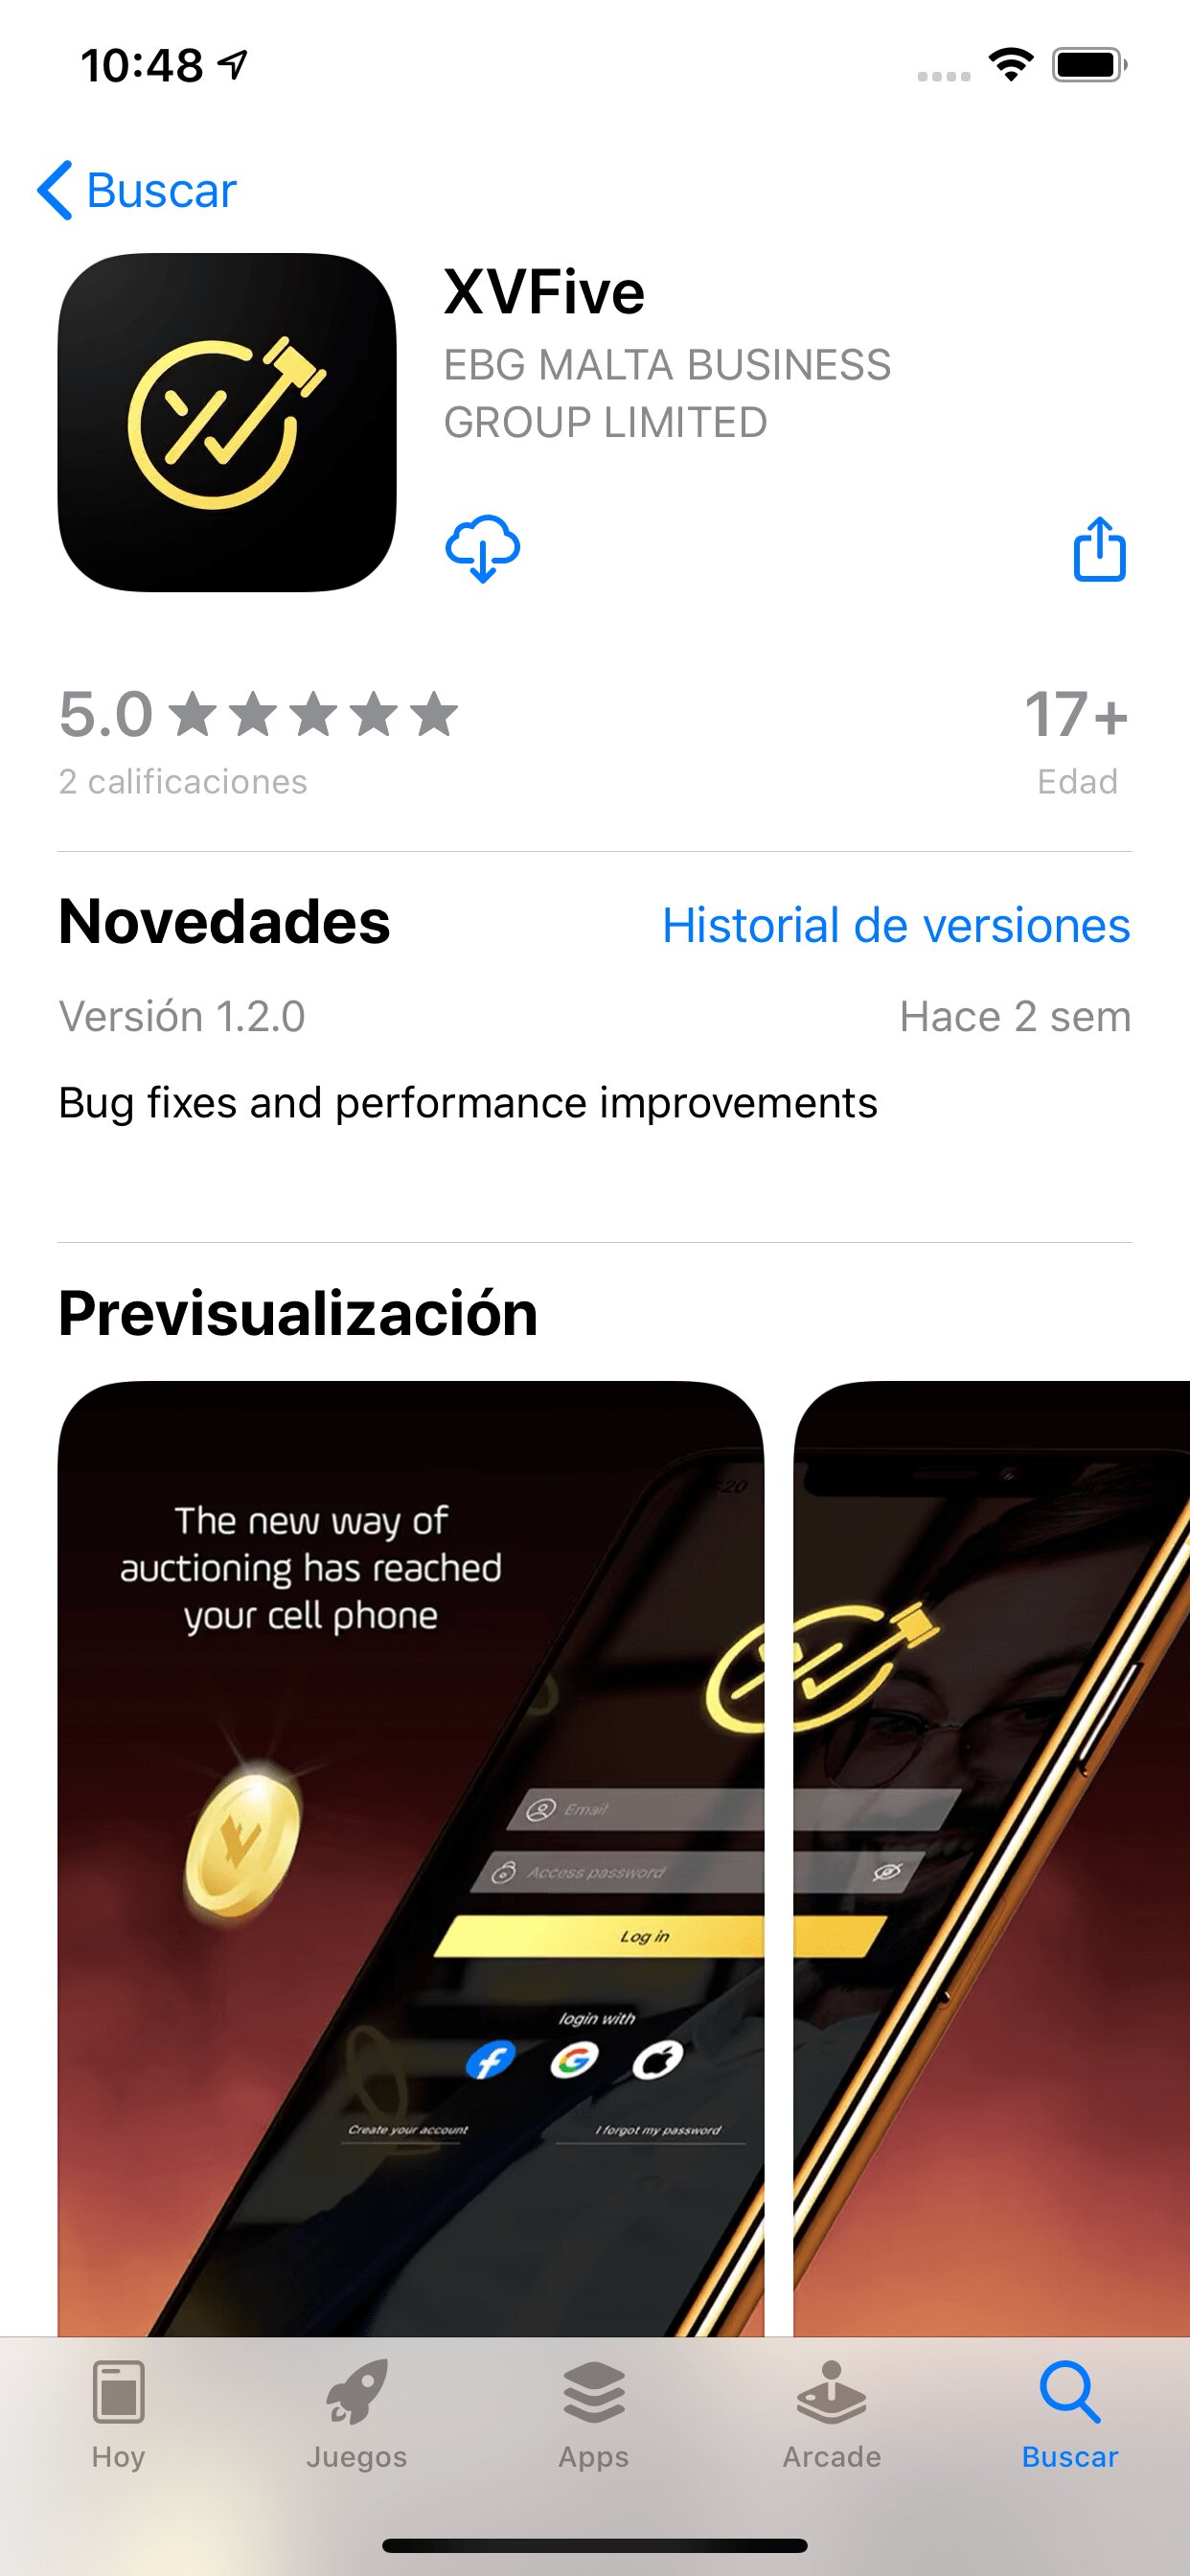 10:48
Buscar
XVFive
EBG MALTA BUSINESS
GROUP LIMITED
5.0
17+
2 calificaciones
Edad
Novedades
Historial de versiones
Versión 1.2.0
Hace 2 sem
Bug fixes and performance improvements
Previsualización
The new way of
auctioning has reached
your cell phone
Email
Access password
Log in
login with
Create your account
I forgot my password
Hoy
Juegos
Apps
Arcade
Buscar